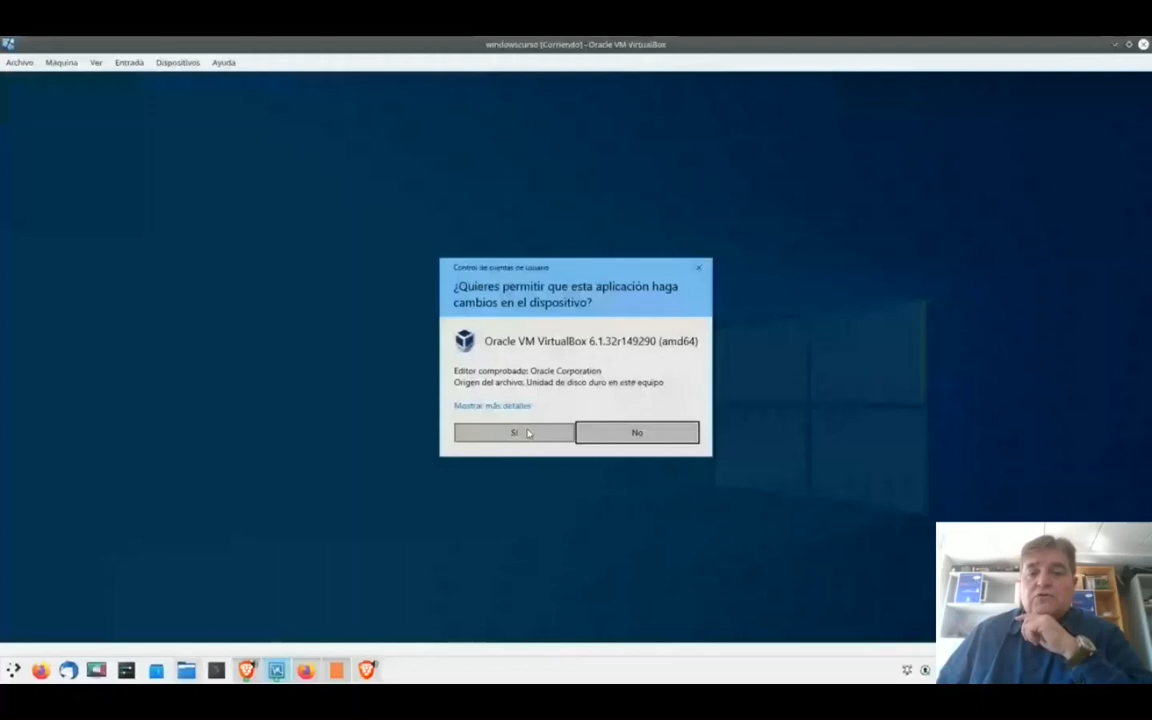 windowscurso [Corriendo] - Oracle VM VirtualBox
Archivo Máquina Ver Entrada Dispositivos Ayuda
Control de cuentas de usuario
¿Quieres permitir que esta aplicación haga
cambios en el dispositivo?
Oracle VM VirtualBox 6.1.32r149290 (amd64)
Editor comprobado: Oracle Corporation
Origen del archivo: Unidad de disco duro en este equipo
Mostrar más detalles
Sí No